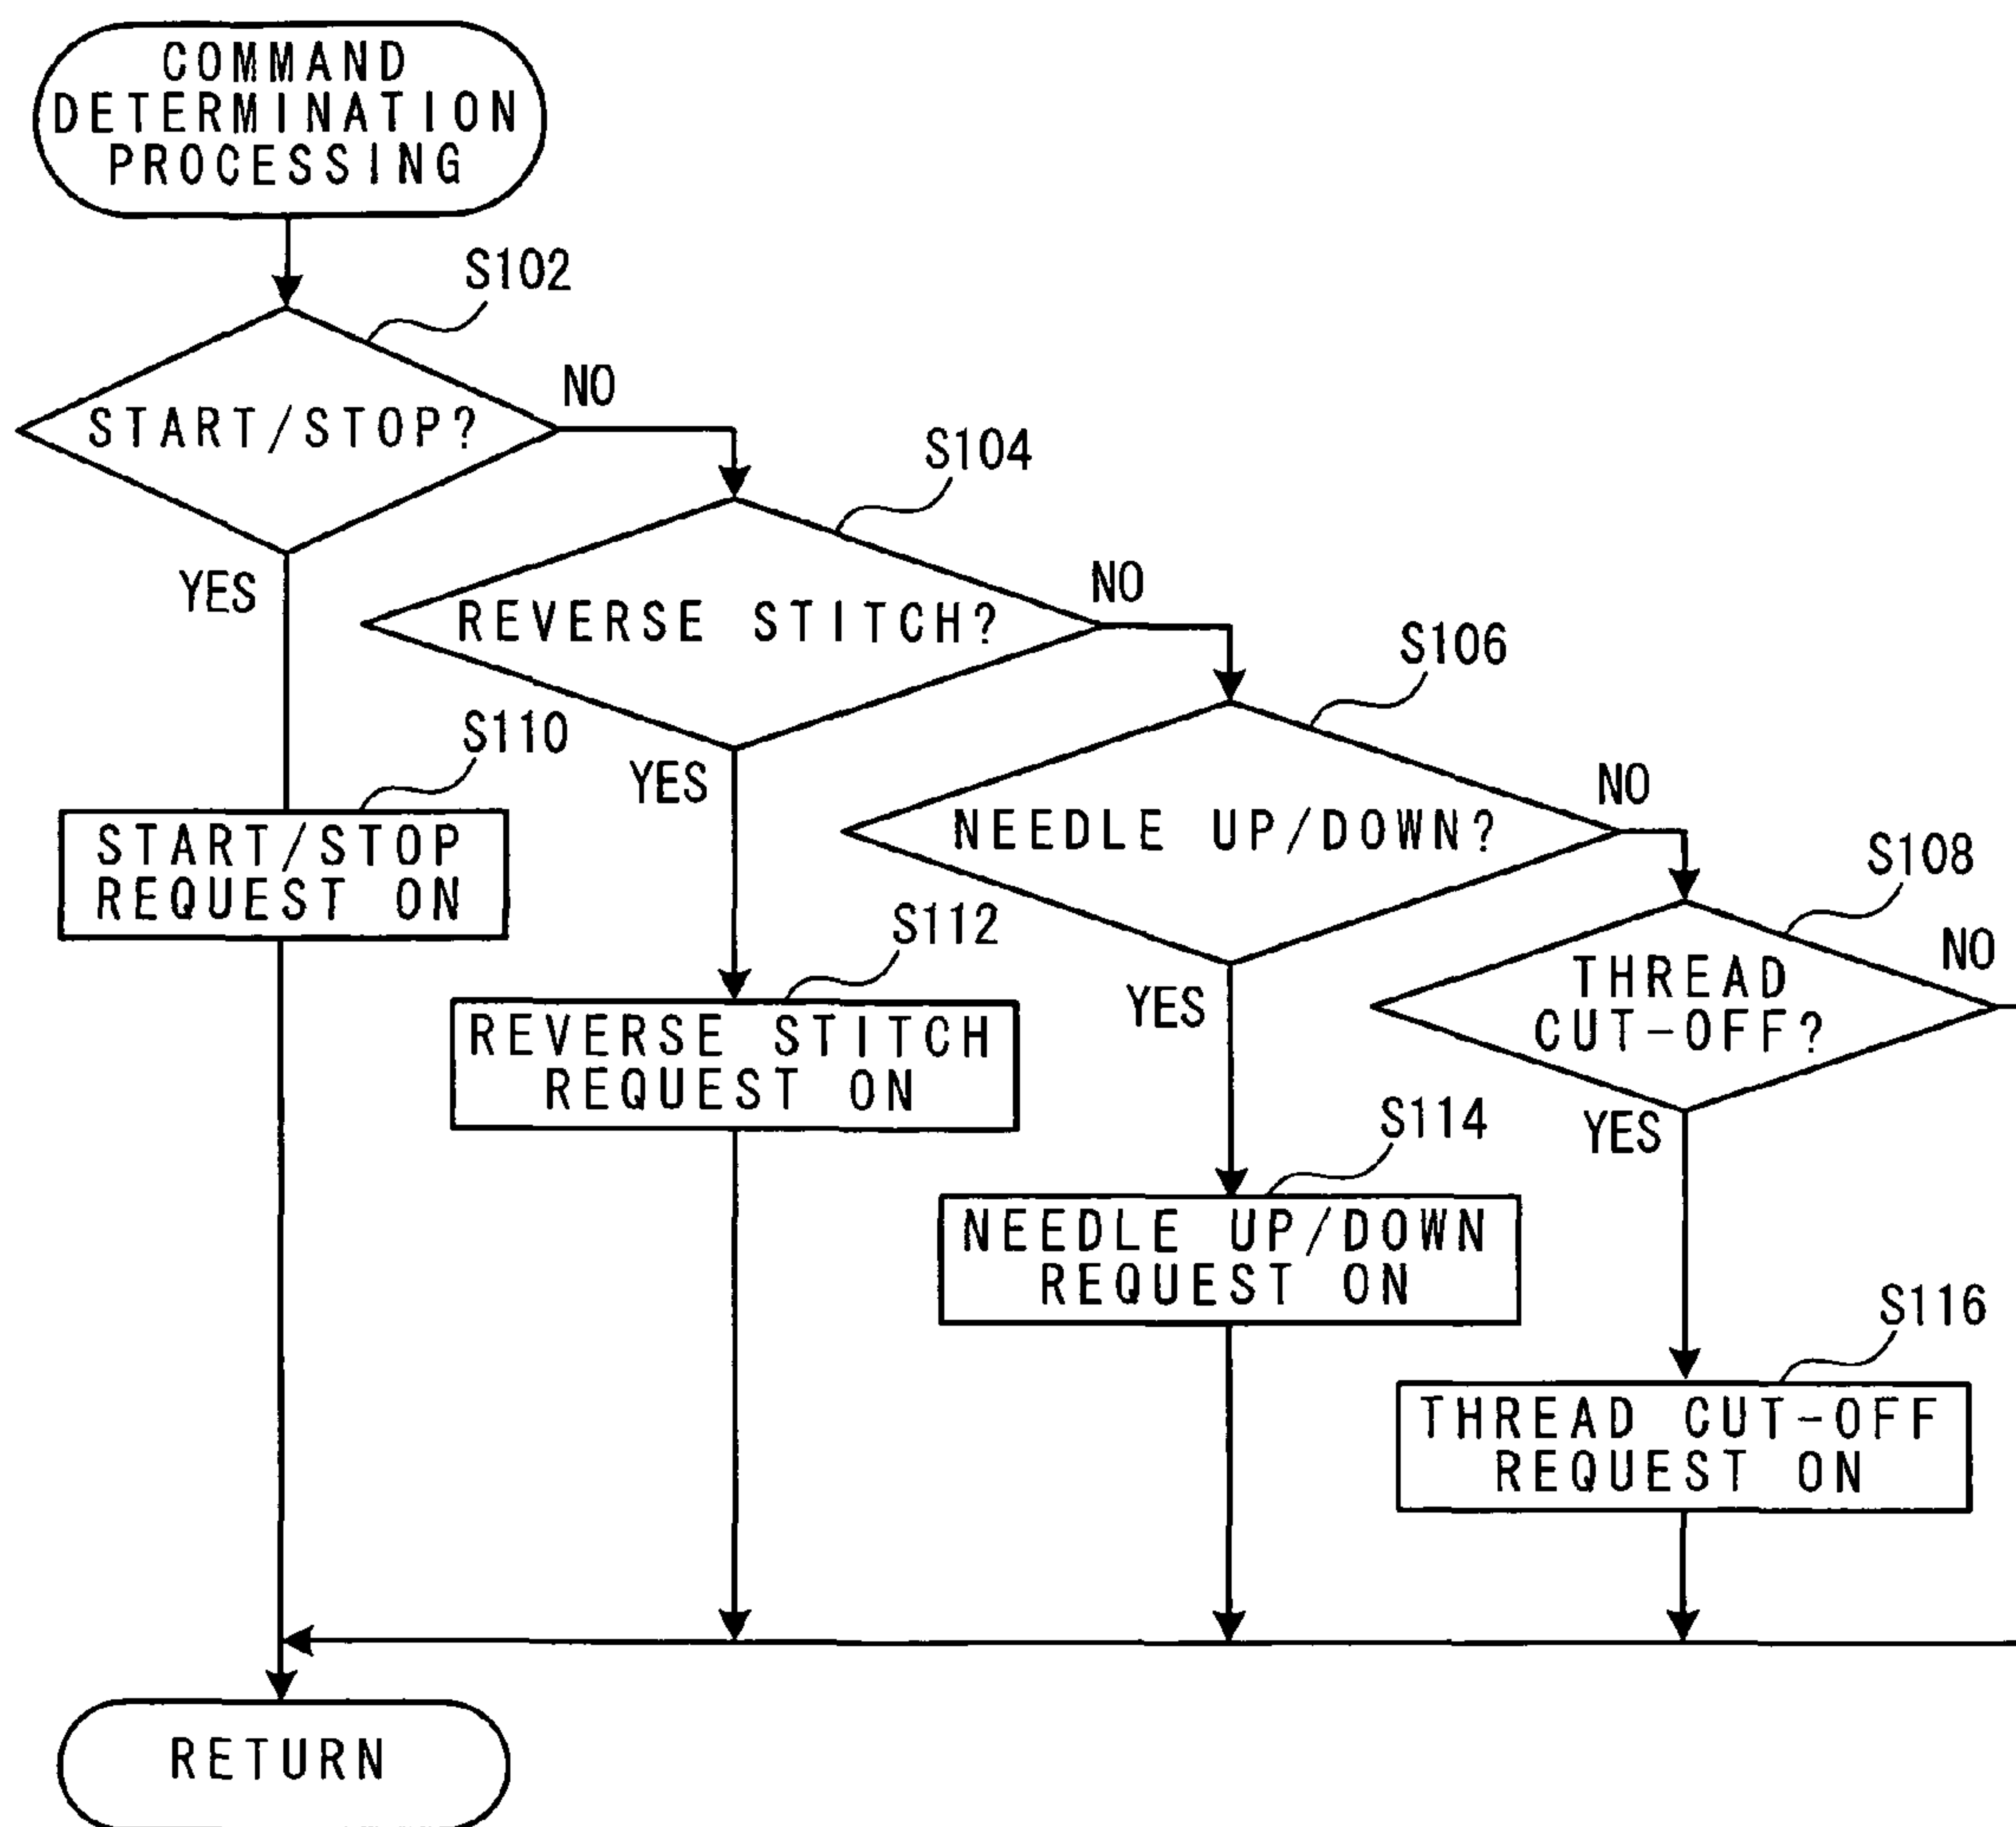 COMMAND
DETERMINATION
PROCESSING
S102
START/STOP?
NO
YES
S104
REVERSE STITCH?
NO
YES
S106
NEEDLE UP/DOWN?
NO
YES
S108
THREAD
CUT-OFF?
NO
YES
S110
START/STOP
REQUEST ON
S112
REVERSE STITCH
REQUEST ON
S114
NEEDLE UP/DOWN
REQUEST ON
S116
THREAD CUT-OFF
REQUEST ON
RETURN